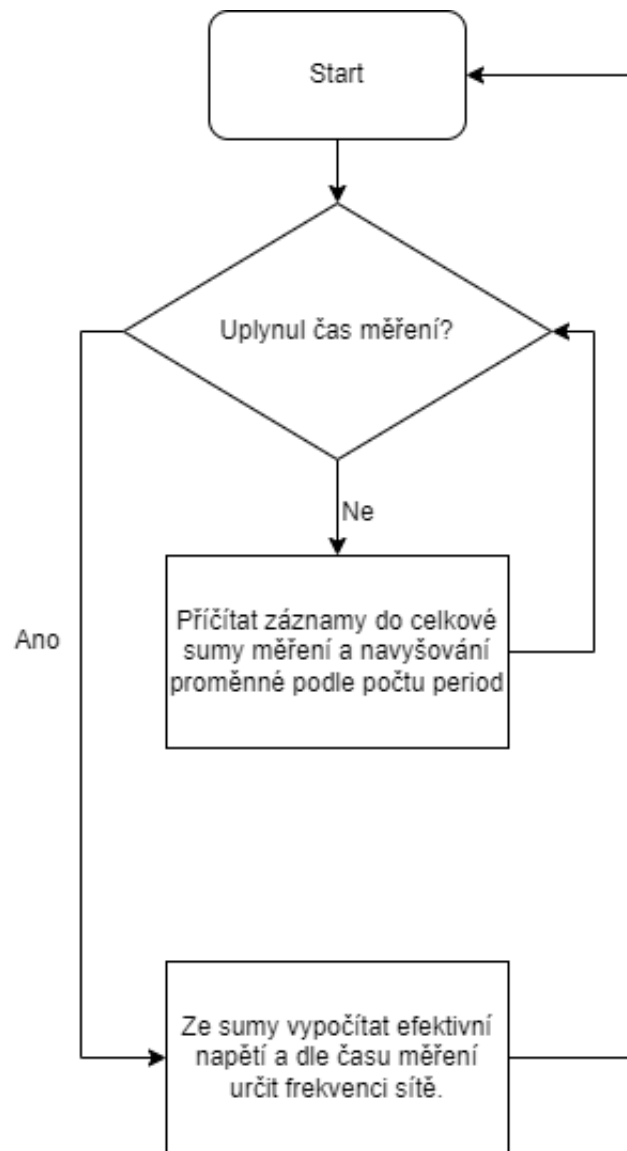 Start
Uplynul čas měření?
Ne
Příčítat záznamy do celkové
sumy měření a navyšování
proměnné podle počtu period
Ano
Ze sumy vypočítat efektivní
napětí a dle času měření
určit frekvenci sítě.